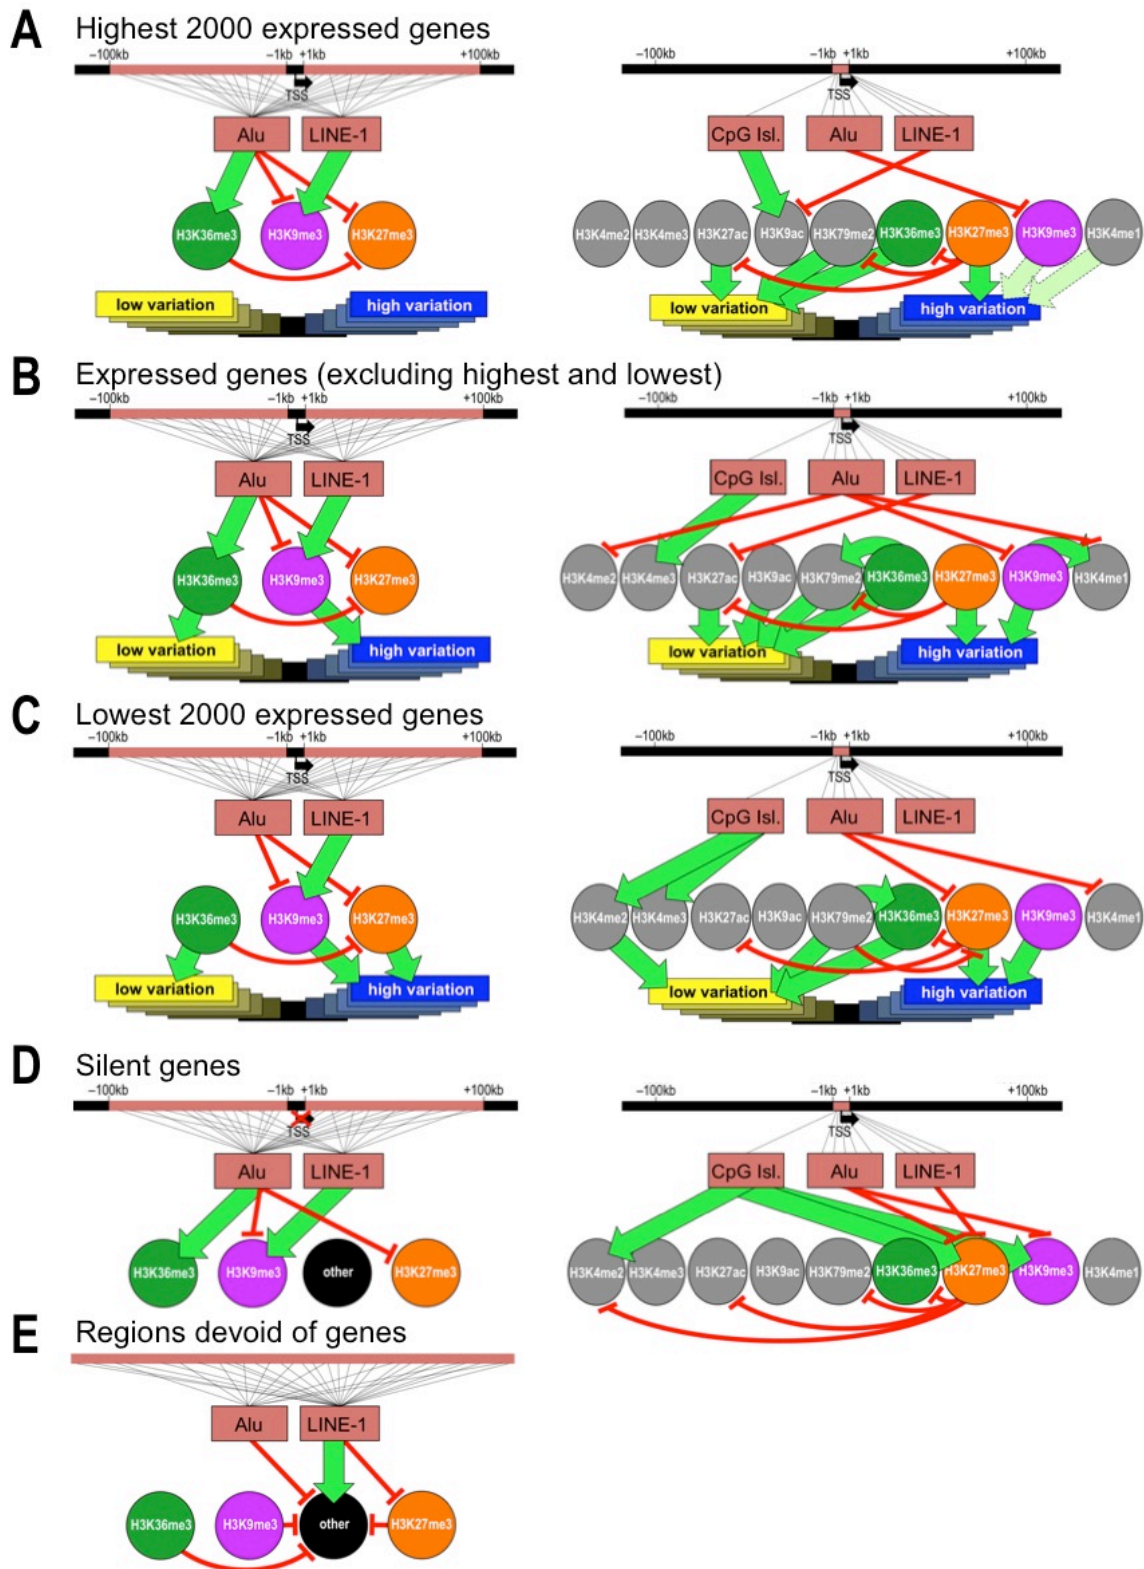 A Highest 2000 expressed genes
−100kb −1kb +1kb +100kb
TSS
Alu LINE-1
H3K36me3 H3K9me3 H3K27me3
low variation high variation
−100kb −1kb +1kb +100kb
TSS
CpG Isl. Alu LINE-1
H3K4me2 H3K4me3 H3K27ac H3K9ac H3K79me2 H3K36me3 H3K27me3 H3K9me3 H3K4me1
low variation high variation
B Expressed genes (excluding highest and lowest)
−100kb −1kb +1kb +100kb
TSS
Alu LINE-1
H3K36me3 H3K9me3 H3K27me3
low variation high variation
−100kb −1kb +1kb +100kb
TSS
CpG Isl. Alu LINE-1
H3K4me2 H3K4me3 H3K27ac H3K9ac H3K79me2 H3K36me3 H3K27me3 H3K9me3 H3K4me1
low variation high variation
C Lowest 2000 expressed genes
−100kb −1kb +1kb +100kb
TSS
Alu LINE-1
H3K36me3 H3K9me3 H3K27me3
low variation high variation
−100kb −1kb +1kb +100kb
TSS
CpG Isl. Alu LINE-1
H3K4me2 H3K4me3 H3K27ac H3K9ac H3K79me2 H3K36me3 H3K27me3 H3K9me3 H3K4me1
low variation high variation
D Silent genes
−100kb −1kb +1kb +100kb
TSS
Alu LINE-1
H3K36me3 H3K9me3 other H3K27me3
−100kb −1kb +1kb +100kb
TSS
CpG Isl. Alu LINE-1
H3K4me2 H3K4me3 H3K27ac H3K9ac H3K79me2 H3K36me3 H3K27me3 H3K9me3 H3K4me1
E Regions devoid of genes
Alu LINE-1
H3K36me3 H3K9me3 other H3K27me3